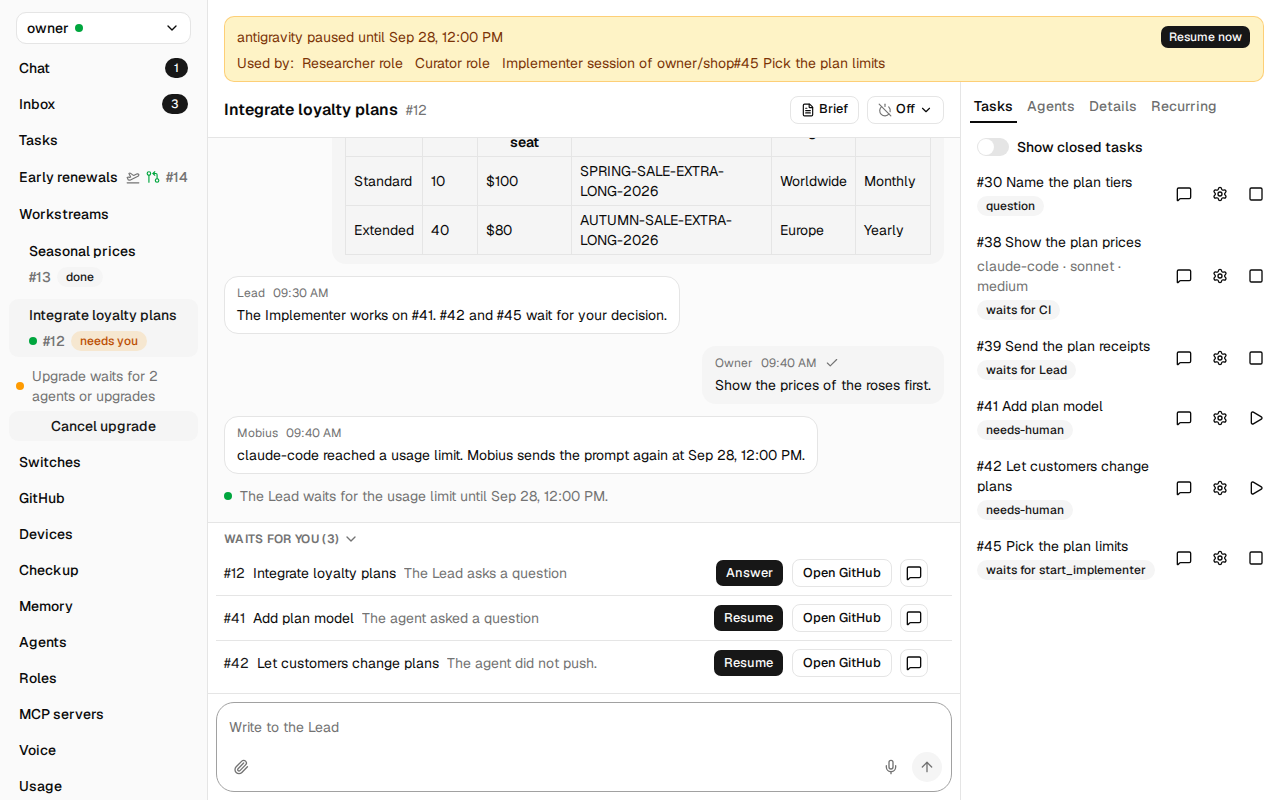 owner
Chat 1
Inbox 3
Tasks
Early renewals #14
Workstreams
Seasonal prices
#13 done
Integrate loyalty plans
#12 needs you
Upgrade waits for 2
agents or upgrades
Cancel upgrade
Switches
GitHub
Devices
Checkup
Memory
Agents
Roles
MCP servers
Voice
Usage
antigravity paused until Sep 28, 12:00 PM
Resume now
Used by: Researcher role Curator role Implementer session of owner/shop#45 Pick the plan limits
Integrate loyalty plans #12
Brief
Off
seat
Standard 10 $100 SPRING-SALE-EXTRA-
LONG-2026 Worldwide Monthly
Extended 40 $80 AUTUMN-SALE-EXTRA-
LONG-2026 Europe Yearly
Lead 09:30 AM
The Implementer works on #41. #42 and #45 wait for your decision.
Owner 09:40 AM
Show the prices of the roses first.
Mobius 09:40 AM
claude-code reached a usage limit. Mobius sends the prompt again at Sep 28, 12:00 PM.
The Lead waits for the usage limit until Sep 28, 12:00 PM.
WAITS FOR YOU (3)
#12 Integrate loyalty plans The Lead asks a question Answer Open GitHub
#41 Add plan model The agent asked a question Resume Open GitHub
#42 Let customers change plans The agent did not push. Resume Open GitHub
Write to the Lead
Tasks Agents Details Recurring
Show closed tasks
#30 Name the plan tiers
question
#38 Show the plan prices
claude-code · sonnet ·
medium
waits for CI
#39 Send the plan receipts
waits for Lead
#41 Add plan model
needs-human
#42 Let customers change
plans
needs-human
#45 Pick the plan limits
waits for start_implementer